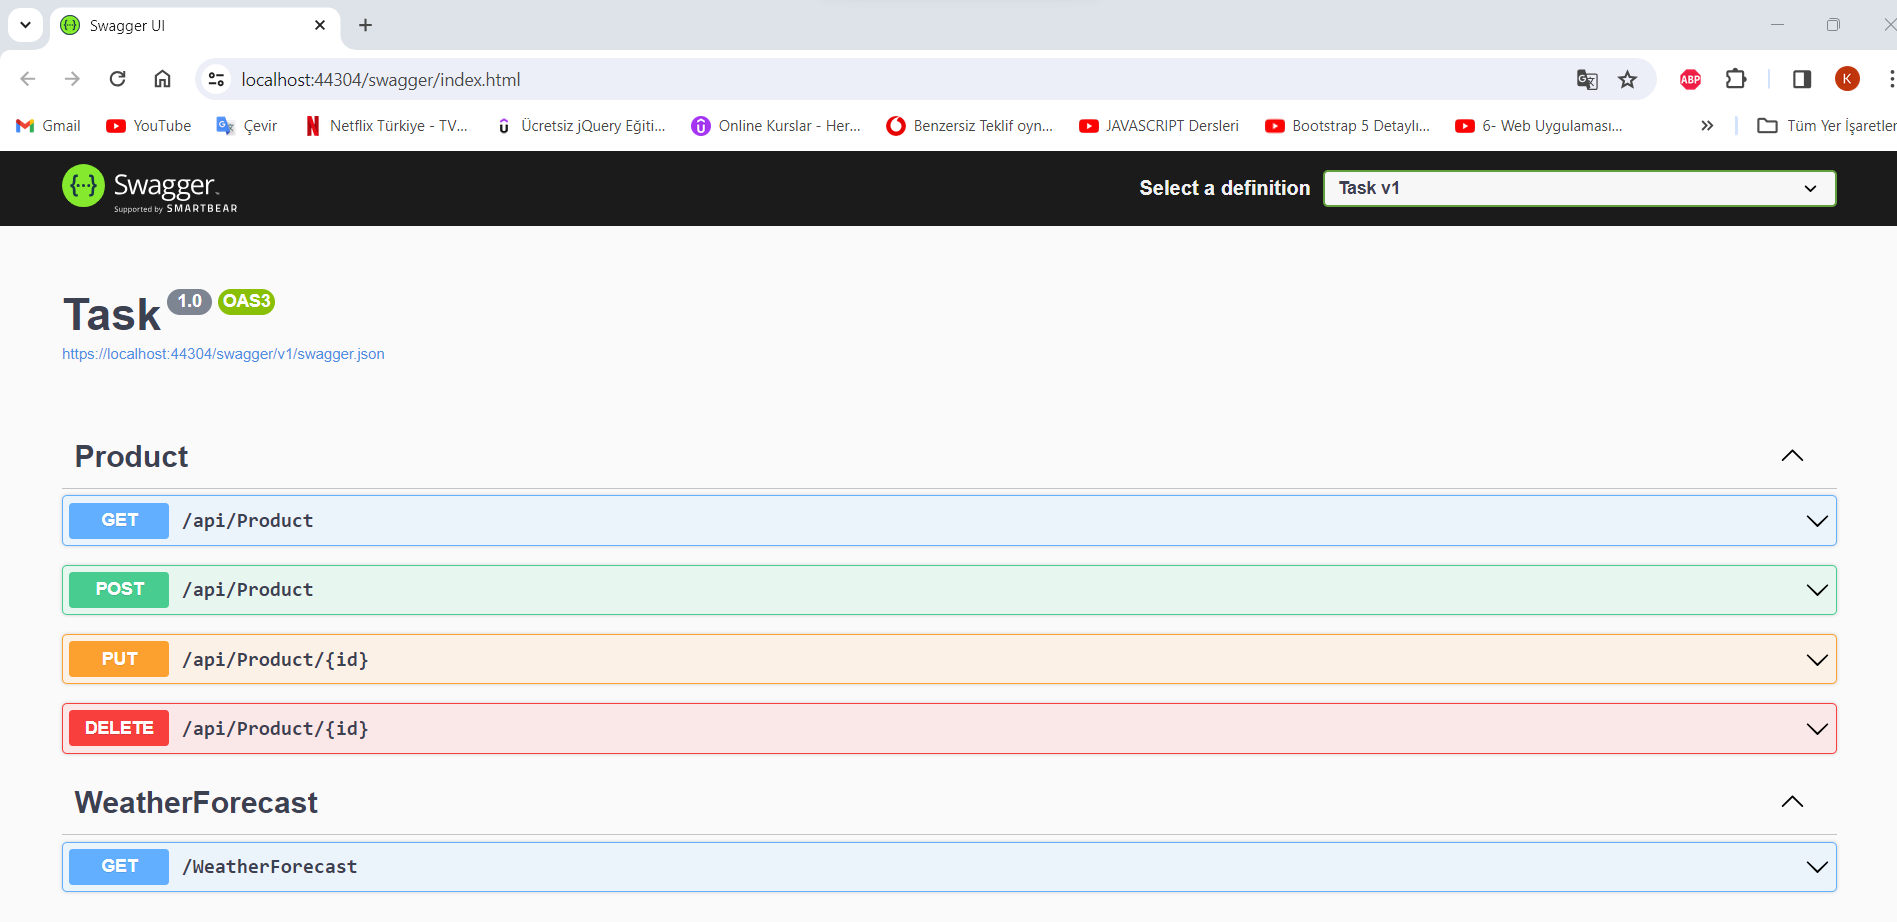 Swagger UI
localhost:44304/swagger/index.html
ABP
K
Gmail
YouTube
Çevir
Netflix Türkiye - TV...
Ücretsiz jQuery Eğiti...
Online Kurslar - Her...
Benzersiz Teklif oyn...
JAVASCRIPT Dersleri
Bootstrap 5 Detaylı...
6- Web Uygulaması...
Tüm Yer İşaretler
{···} Swagger
Supported by SMARTBEAR
Select a definition
Task v1
Task 1.0 OAS3
https://localhost:44304/swagger/v1/swagger.json
Product
GET /api/Product
POST /api/Product
PUT /api/Product/{id}
DELETE /api/Product/{id}
WeatherForecast
GET /WeatherForecast